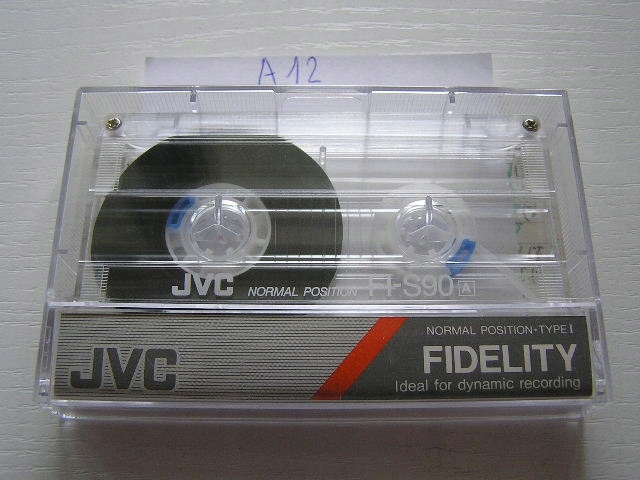 A12
JVC NORMAL POSITION FI-S90 A
NORMAL POSITION·TYPE I
JVC FIDELITY
Ideal for dynamic recording